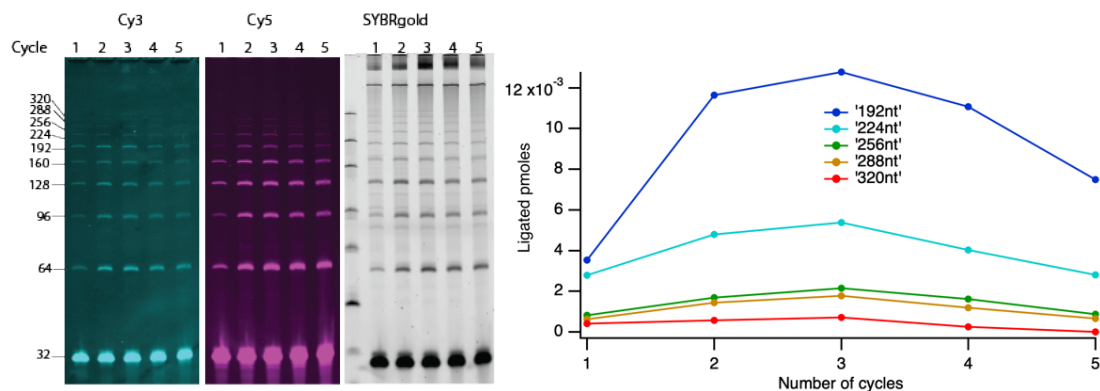 Cy3 Cy5 SYBRgold
Cycle 1 2 3 4 5 1 2 3 4 5 1 2 3 4 5
320
288
256
224
192
160
128
96
64
32
12 x10-3
10
8
6
4
2
0
Ligated pmoles
'192nt'
'224nt'
'256nt'
'288nt'
'320nt'
1 2 3 4 5
Number of cycles